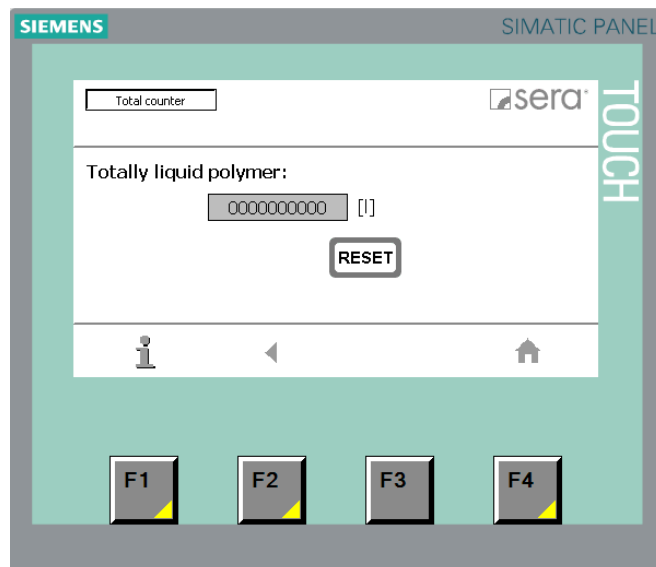 SIEMENS
SIMATIC PANEL
Total counter
sera
TOUCH
Totally liquid polymer:
0000000000 [l]
RESET
i
F1
F2
F3
F4